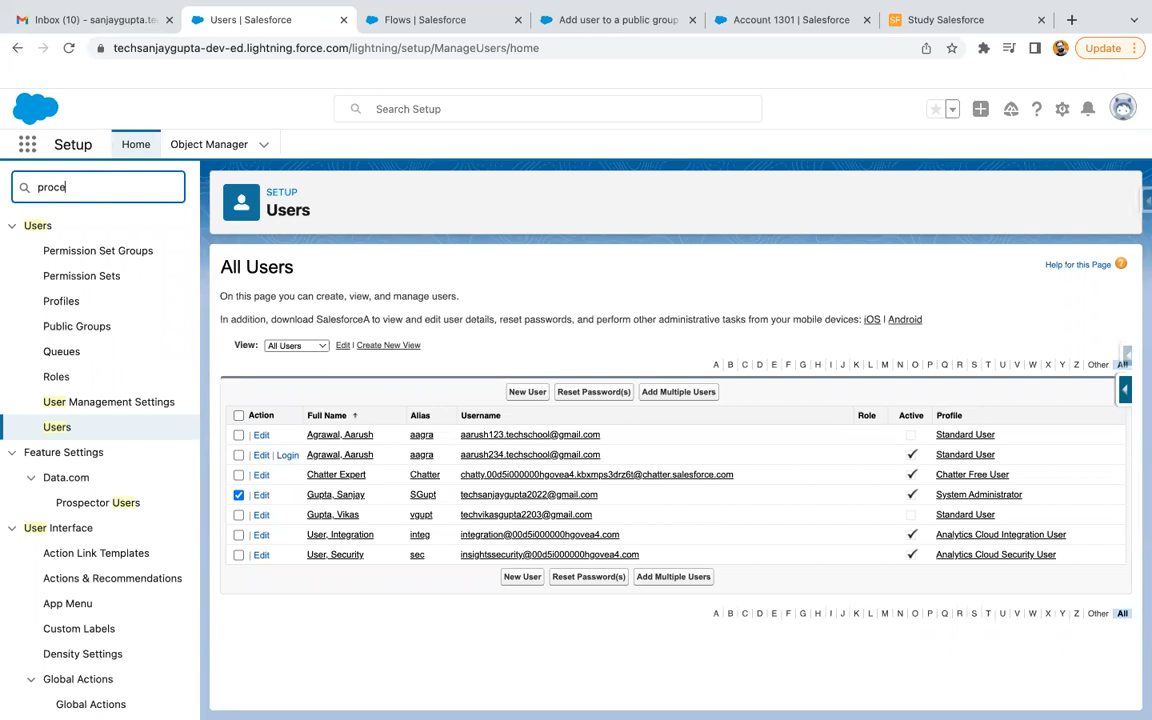 Inbox (10) - sanjaygupta.te
Users | Salesforce
Flows | Salesforce
Add user to a public group
Account 1301 | Salesforce
Study Salesforce
techsanjaygupta-dev-ed.lightning.force.com/lightning/setup/ManageUsers/home
Update
Search Setup
Setup
Home
Object Manager
proce
Users
Permission Set Groups
Permission Sets
Profiles
Public Groups
Queues
Roles
User Management Settings
Users
Feature Settings
Data.com
Prospector Users
User Interface
Action Link Templates
Actions & Recommendations
App Menu
Custom Labels
Density Settings
Global Actions
Global Actions
SETUP
Users
All Users
Help for this Page
On this page you can create, view, and manage users.
In addition, download SalesforceA to view and edit user details, reset passwords, and perform other administrative tasks from your mobile devices: iOS | Android
View: All Users Edit | Create New View
A | B | C | D | E | F | G | H | I | J | K | L | M | N | O | P | Q | R | S | T | U | V | W | X | Y | Z | Other | All
New User Reset Password(s) Add Multiple Users
Action Full Name Alias Username Role Active Profile
Edit Agrawal, Aarush aagra aarush123.techschool@gmail.com Standard User
Edit | Login Agrawal, Aarush aagra aarush234.techschool@gmail.com Standard User
Edit Chatter Expert Chatter chatty.00d5i000000hgovea4.kbxmps3drz6t@chatter.salesforce.com Chatter Free User
Edit Gupta, Sanjay SGupt techsanjaygupta2022@gmail.com System Administrator
Edit Gupta, Vikas vgupt techvikasgupta2203@gmail.com Standard User
Edit User, Integration integ integration@00d5i000000hgovea4.com Analytics Cloud Integration User
Edit User, Security sec insightssecurity@00d5i000000hgovea4.com Analytics Cloud Security User
New User Reset Password(s) Add Multiple Users
A | B | C | D | E | F | G | H | I | J | K | L | M | N | O | P | Q | R | S | T | U | V | W | X | Y | Z | Other | All